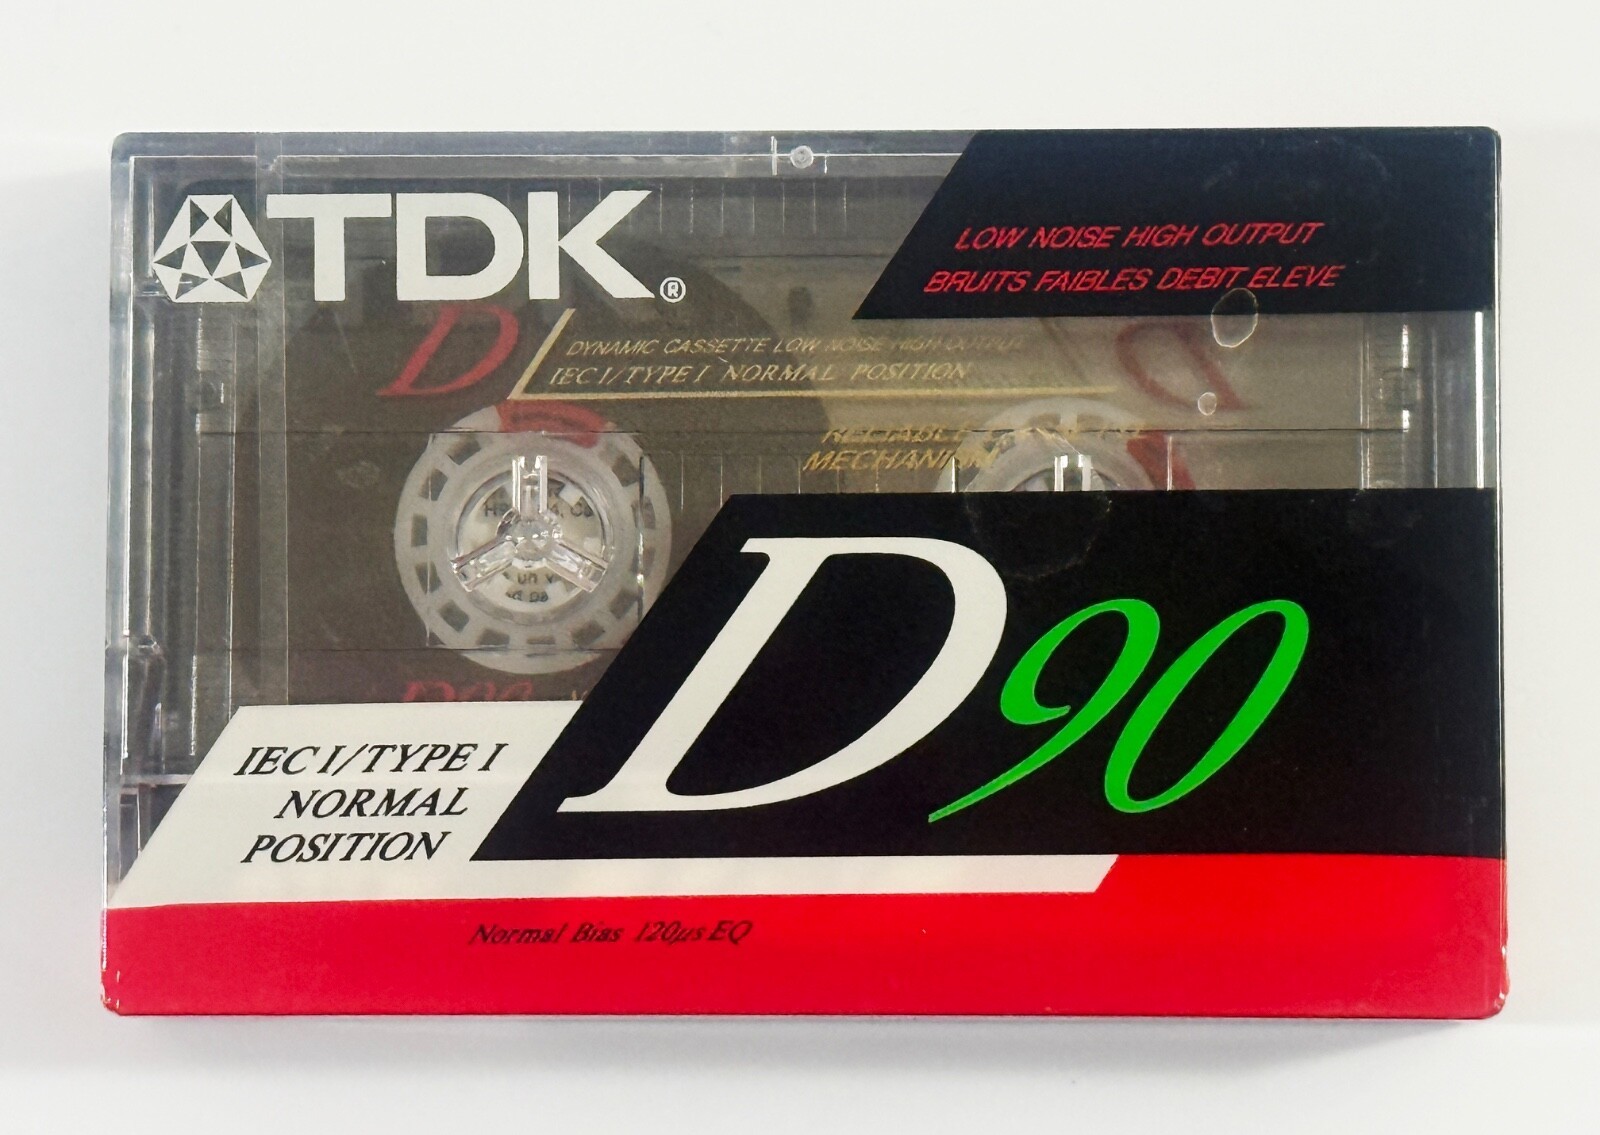 TDK®
LOW NOISE HIGH OUTPUT
BRUITS FAIBLES DEBIT ELEVE
D
DYNAMIC CASSETTE LOW NOISE HIGH OUTPUT
IEC I/TYPE I NORMAL POSITION
D
RELIABLE
MECHANISM
D90
IEC I/TYPE I
NORMAL
POSITION
Normal Bias 120µs EQ